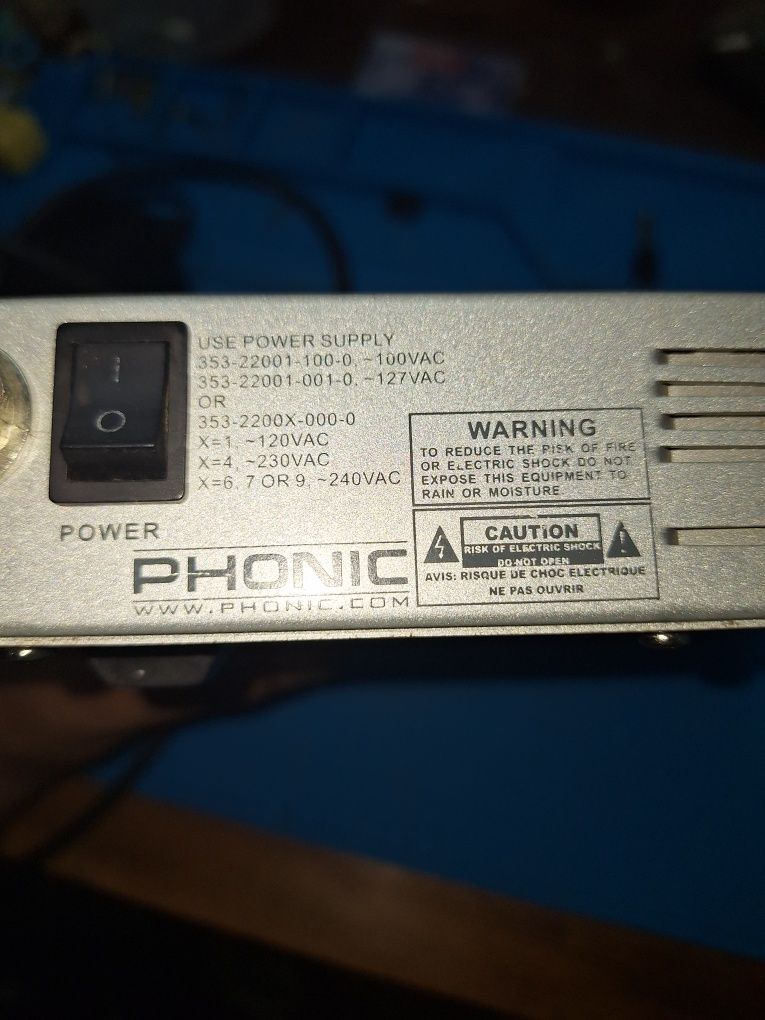 USE POWER SUPPLY
353-22001-100-0, ~100VAC
353-22001-001-0, ~127VAC
OR
353-2200X-000-0
X=1, ~120VAC
X=4, ~230VAC
X=6, 7 OR 9, ~240VAC
POWER
PHONIC
WWW.PHONIC.COM
WARNING
TO REDUCE THE RISK OF FIRE
OR ELECTRIC SHOCK DO NOT
EXPOSE THIS EQUIPMENT TO
RAIN OR MOISTURE
CAUTION
RISK OF ELECTRIC SHOCK
DO NOT OPEN
AVIS: RISQUE DE CHOC ELECTRIQUE
NE PAS OUVRIR